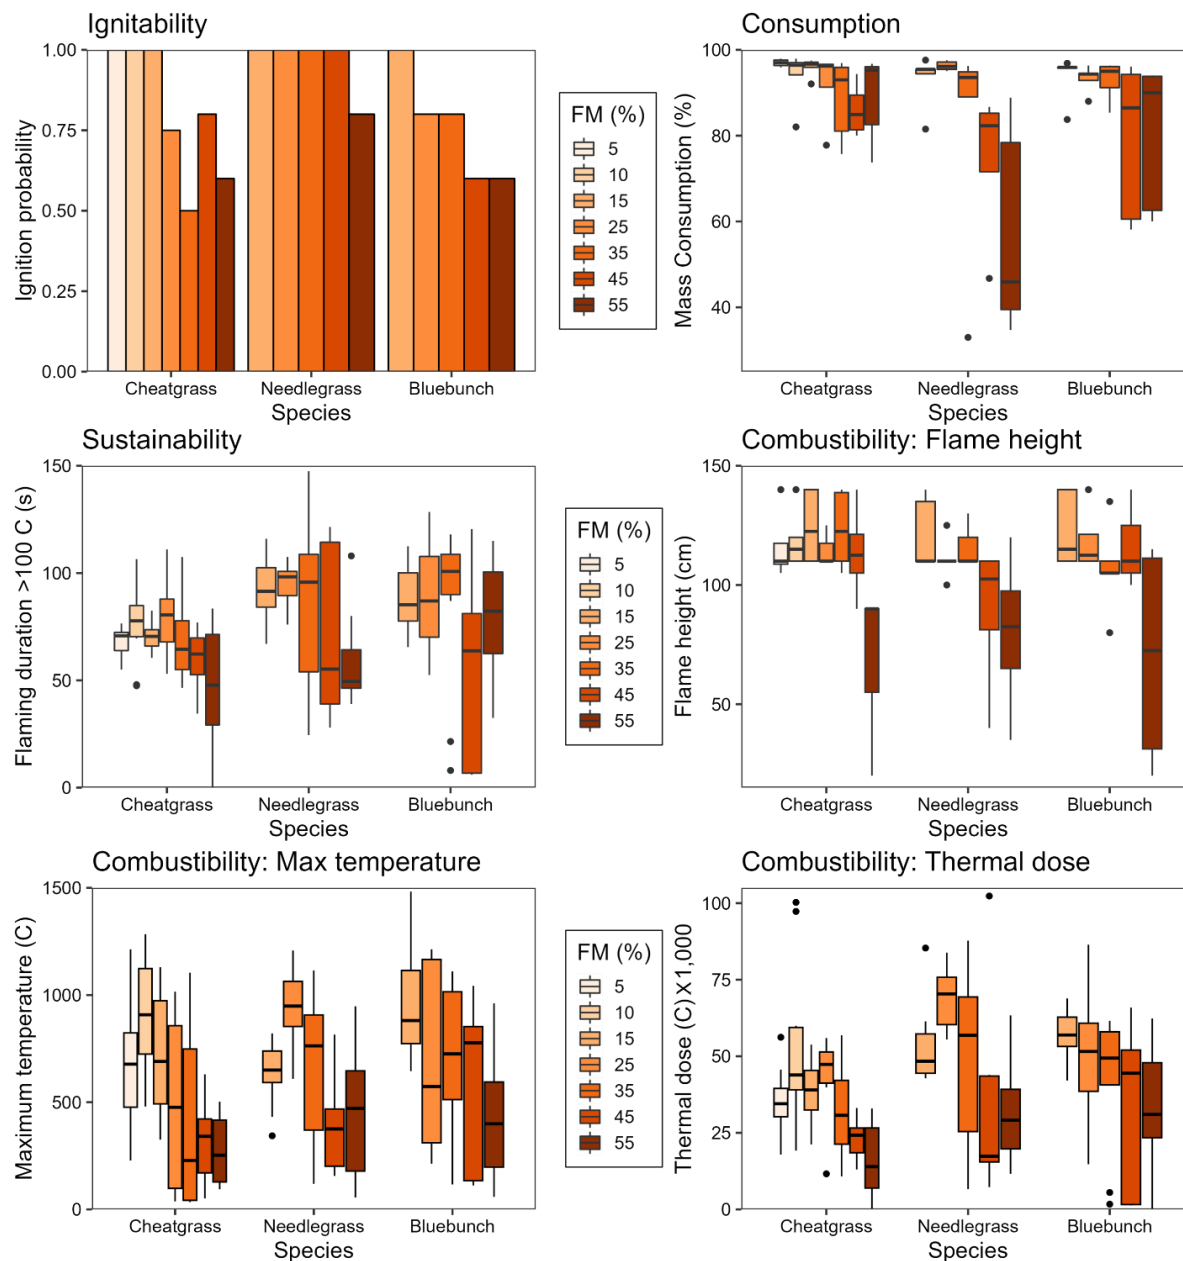 Ignitability
Ignition probability
1.00
0.75
0.50
0.25
0.00
Cheatgrass Needlegrass Bluebunch
Species
FM (%)
5
10
15
25
35
45
55
Consumption
Mass Consumption (%)
100
80
60
40
Cheatgrass Needlegrass Bluebunch
Species
Sustainability
Flaming duration >100 C (s)
150
100
50
0
Cheatgrass Needlegrass Bluebunch
Species
FM (%)
5
10
15
25
35
45
55
Combustibility: Flame height
Flame height (cm)
150
100
50
Cheatgrass Needlegrass Bluebunch
Species
Combustibility: Max temperature
Maximum temperature (C)
1500
1000
500
0
Cheatgrass Needlegrass Bluebunch
Species
FM (%)
5
10
15
25
35
45
55
Combustibility: Thermal dose
Thermal dose (C) X1,000
100
75
50
25
0
Cheatgrass Needlegrass Bluebunch
Species